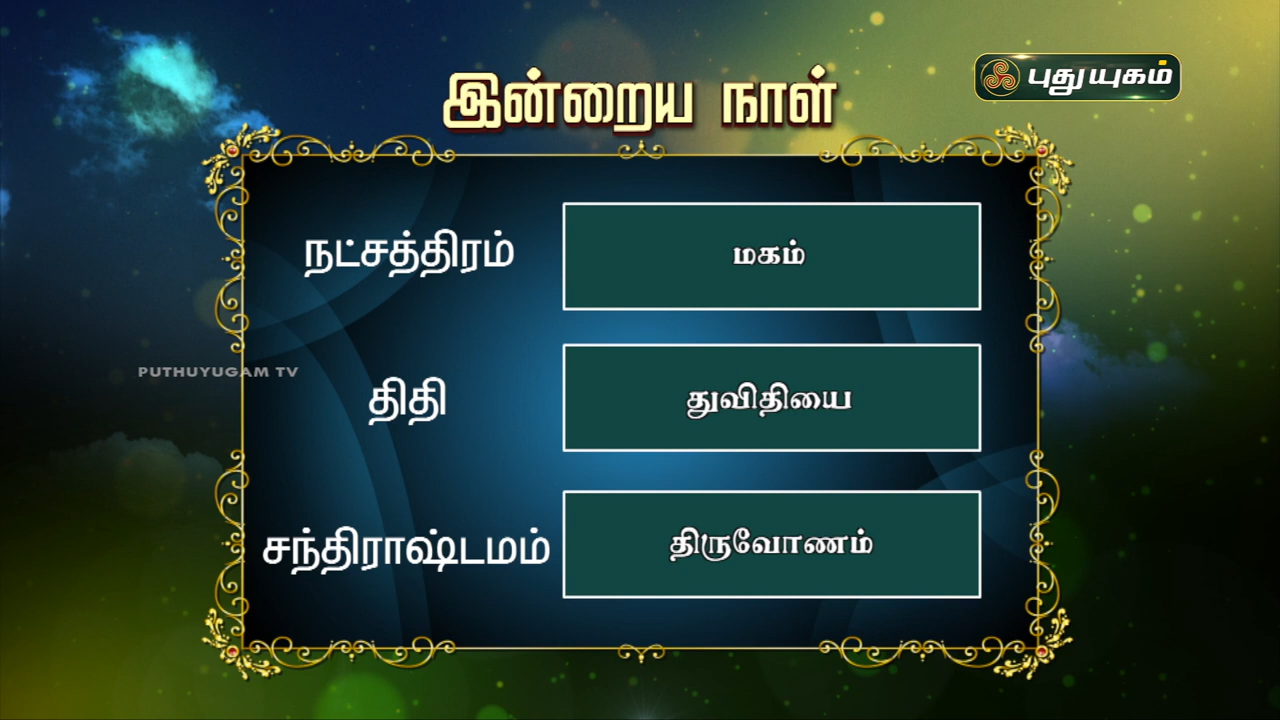 இன்றைய நாள்
புதுயுகம்
நட்சத்திரம் மகம்
PUTHUYUGAM TV
திதி துவிதியை
சந்திராஷ்டமம் திருவோணம்